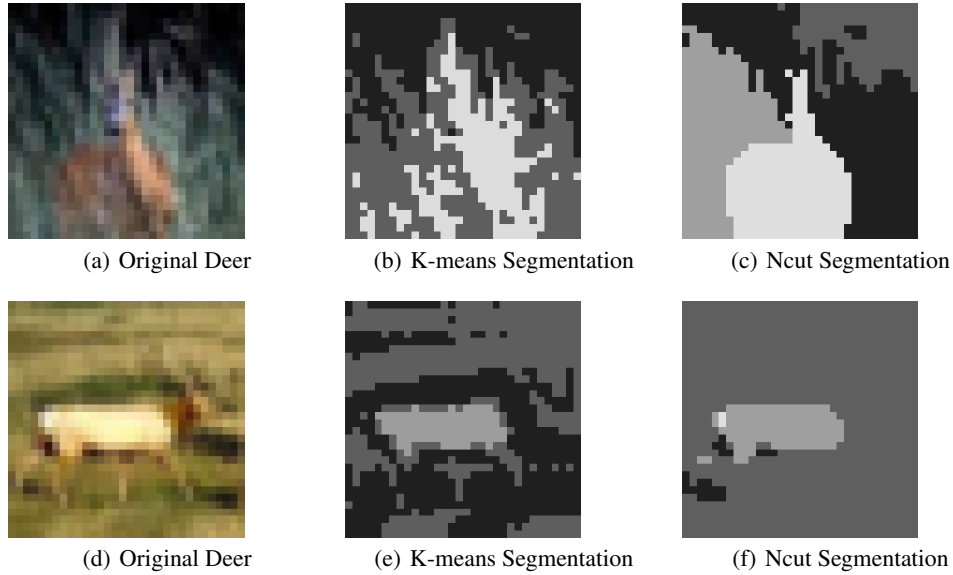 (a) Original Deer
(b) K-means Segmentation
(c) Ncut Segmentation
(d) Original Deer
(e) K-means Segmentation
(f) Ncut Segmentation